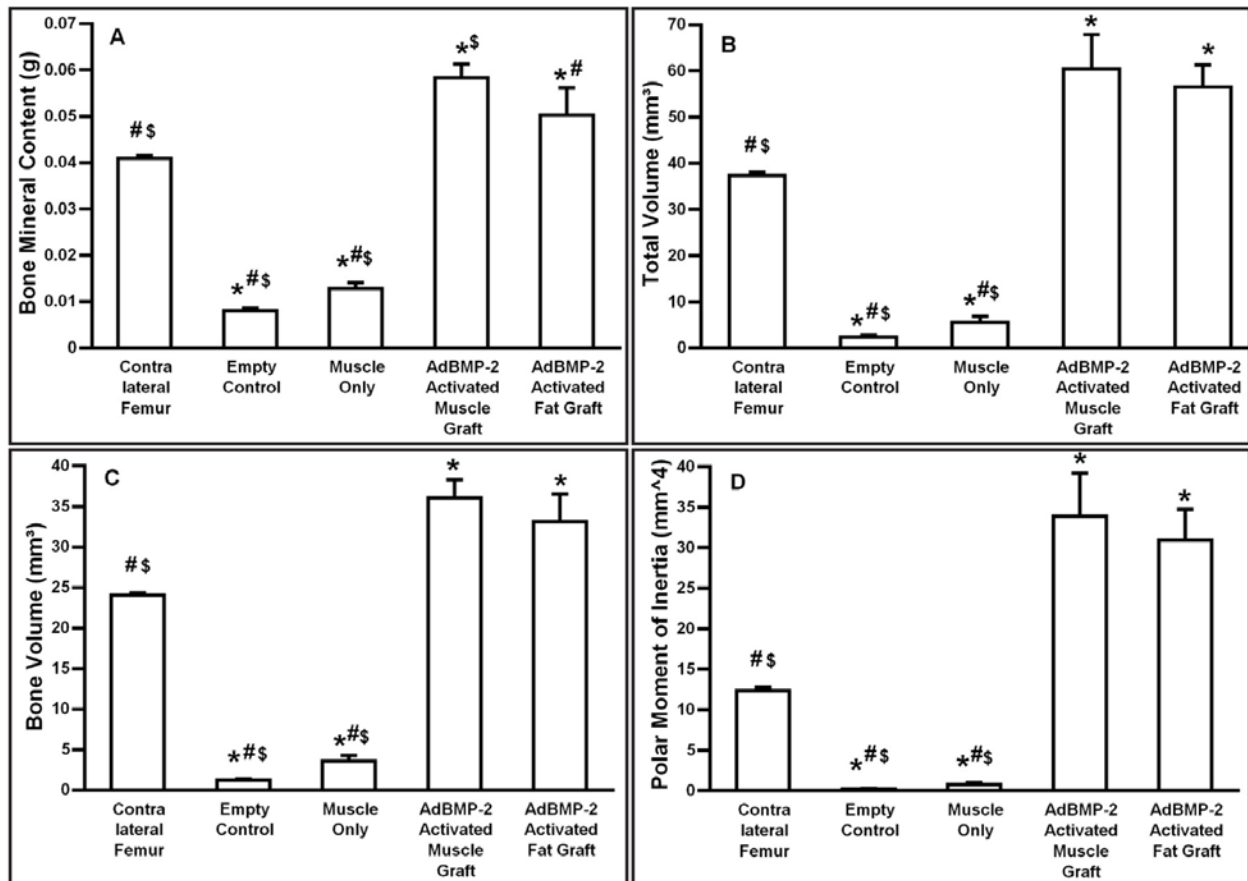 A
Bone Mineral Content (g)
0.07
0.06
0.05
0.04
0.03
0.02
0.01
0
#$
*#$
*#$
*$
*#
Contra
lateral
Femur
Empty
Control
Muscle
Only
AdBMP-2
Activated
Muscle
Graft
AdBMP-2
Activated
Fat Graft
B
Total Volume (mm³)
70
60
50
40
30
20
10
0
#$
*#$
*#$
*
*
Contra
lateral
Femur
Empty
Control
Muscle
Only
AdBMP-2
Activated
Muscle
Graft
AdBMP-2
Activated
Fat Graft
C
Bone Volume (mm³)
40
35
30
25
20
15
10
5
0
#$
*#$
*#$
*
*
Contra
lateral
Femur
Empty
Control
Muscle
Only
AdBMP-2
Activated
Muscle
Graft
AdBMP-2
Activated
Fat Graft
D
Polar Moment of Inertia (mm^4)
40
35
30
25
20
15
10
5
0
#$
*#$
*#$
*
*
Contra
lateral
Femur
Empty
Control
Muscle
Only
AdBMP-2
Activated
Muscle
Graft
AdBMP-2
Activated
Fat Graft